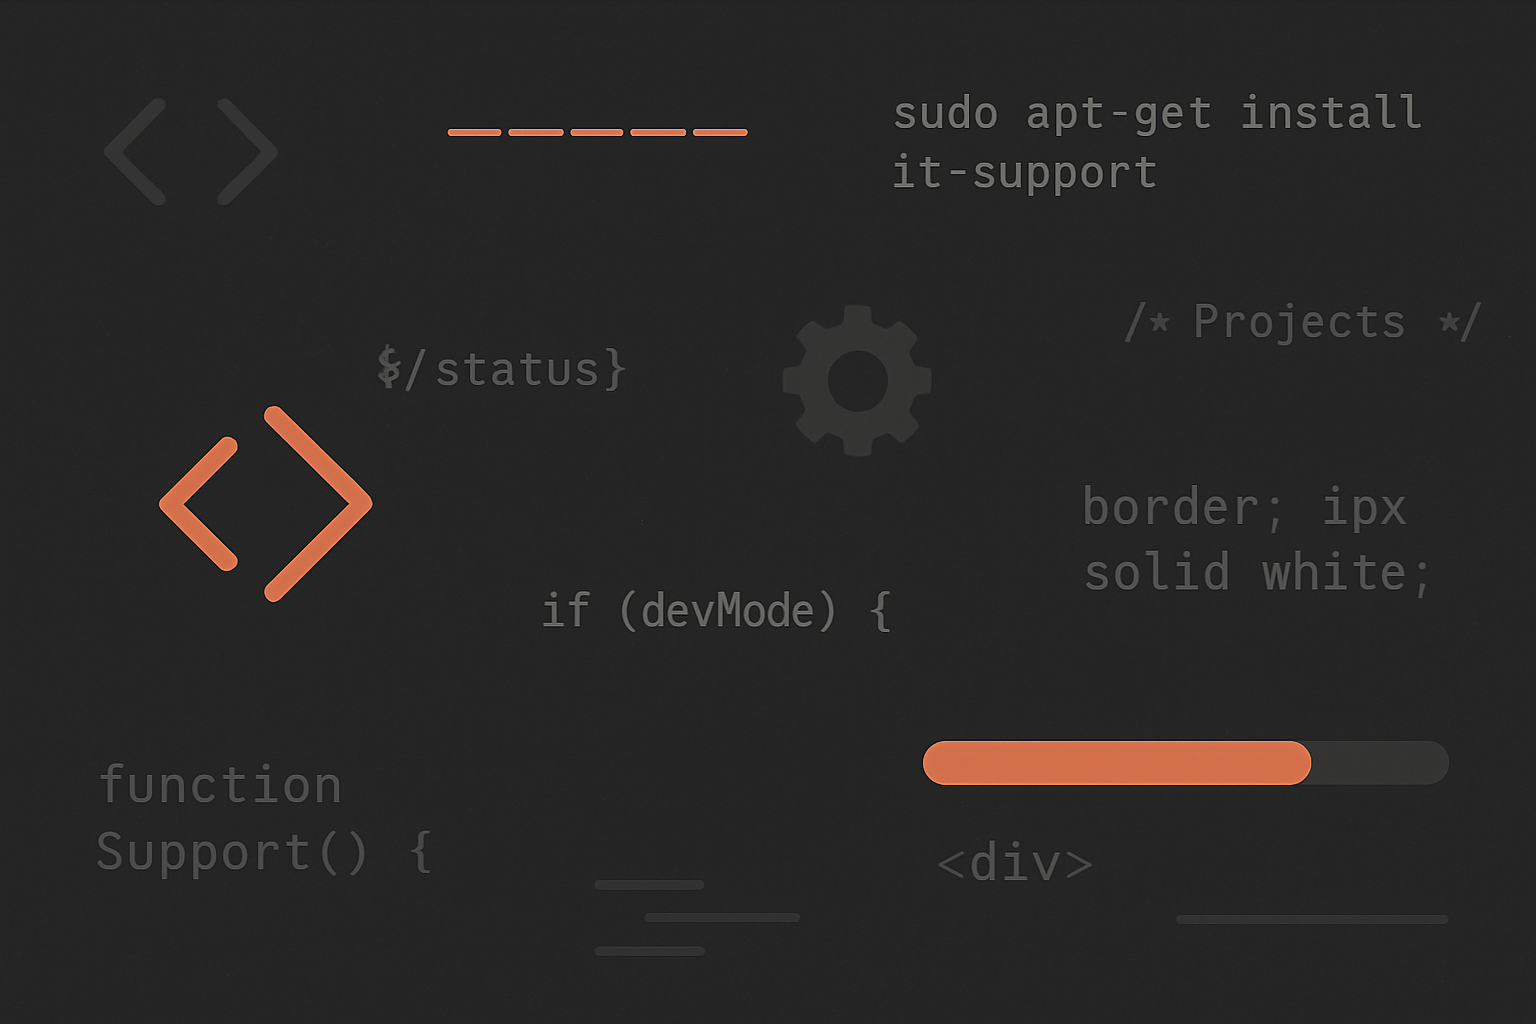 sudo apt-get install
it-support
/* Projects */
$/status}
border; ipx
solid white;
if (devMode) {
function
Support() {
<div>